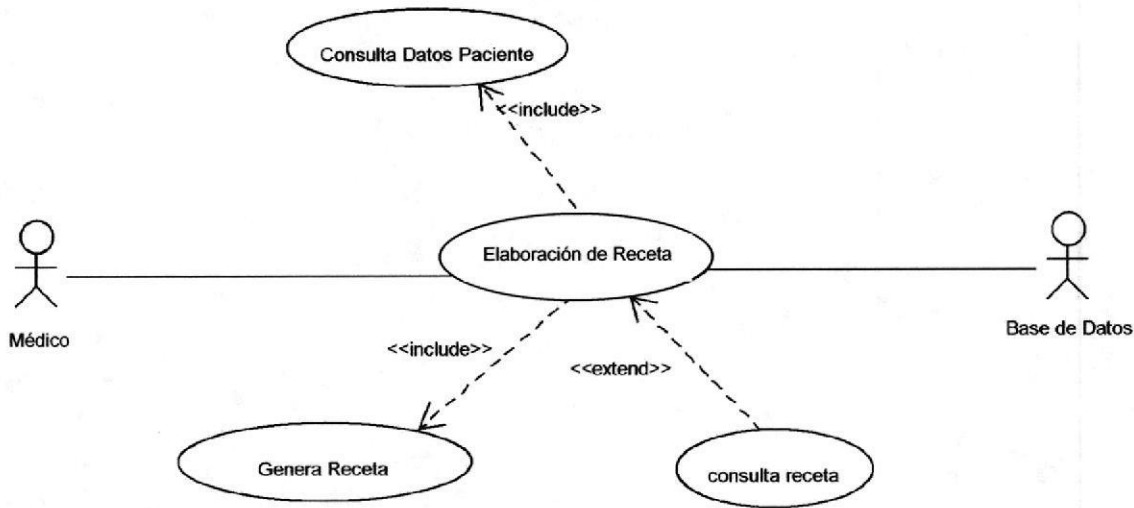 Consulta Datos Paciente
<<include>>
Elaboración de Receta
Médico
Base de Datos
<<include>>
<<extend>>
Genera Receta
consulta receta